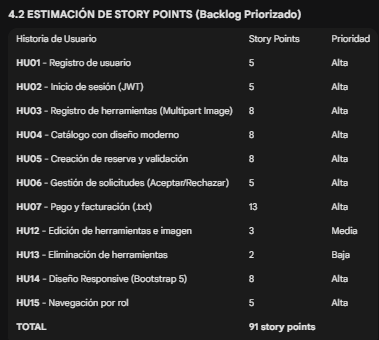 4.2 ESTIMACIÓN DE STORY POINTS (Backlog Priorizado)
Historia de Usuario Story Points Prioridad
HU01 - Registro de usuario 5 Alta
HU02 - Inicio de sesión (JWT) 5 Alta
HU03 - Registro de herramientas (Multipart Image) 8 Alta
HU04 - Catálogo con diseño moderno 8 Alta
HU05 - Creación de reserva y validación 8 Alta
HU06 - Gestión de solicitudes (Aceptar/Rechazar) 5 Alta
HU07 - Pago y facturación (.txt) 13 Alta
HU12 - Edición de herramientas e imagen 3 Media
HU13 - Eliminación de herramientas 2 Baja
HU14 - Diseño Responsive (Bootstrap 5) 8 Alta
HU15 - Navegación por rol 5 Alta
TOTAL 91 story points